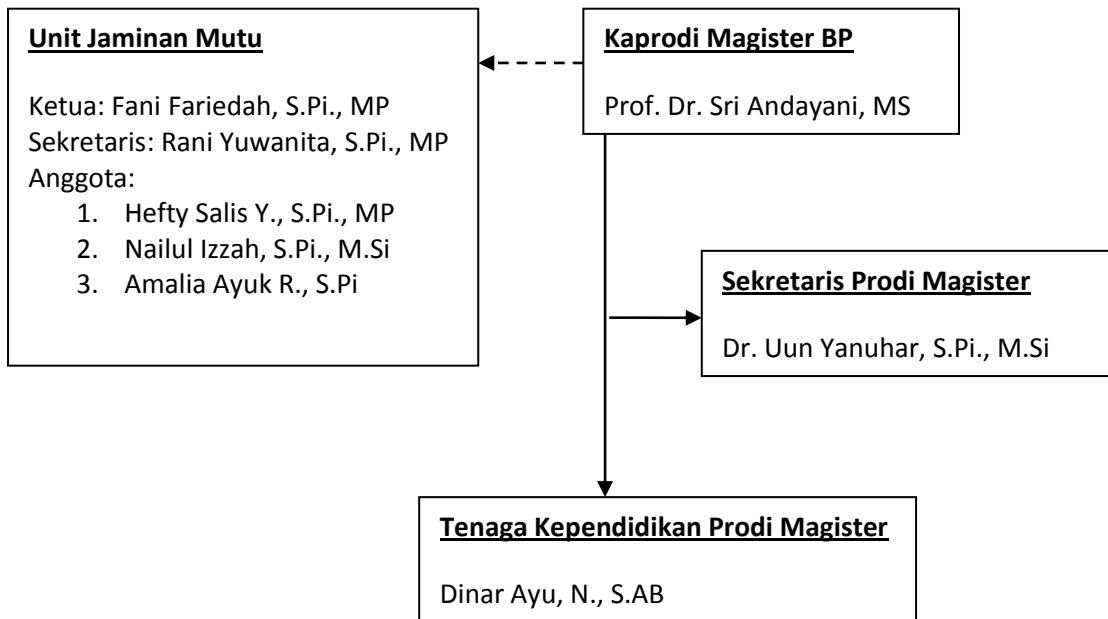 Unit Jaminan Mutu
Ketua: Fani Fariedah, S.Pi., MP
Sekretaris: Rani Yuwanita, S.Pi., MP
Anggota:
1. Hefty Salis Y., S.Pi., MP
2. Nailul Izzah, S.Pi., M.Si
3. Amalia Ayuk R., S.Pi
Kaprodi Magister BP
Prof. Dr. Sri Andayani, MS
Sekretaris Prodi Magister
Dr. Uun Yanuhar, S.Pi., M.Si
Tenaga Kependidikan Prodi Magister
Dinar Ayu, N., S.AB